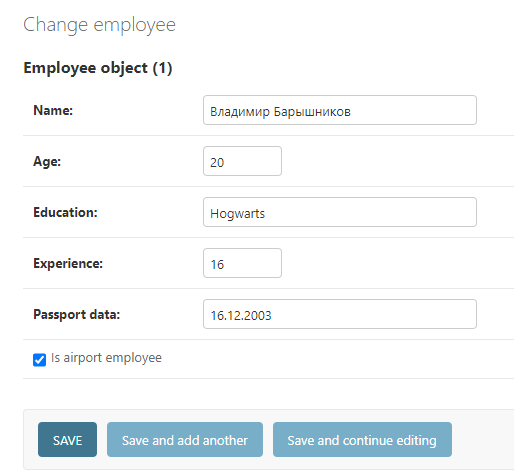 Change employee
Employee object (1)
Name: Владимир Барышников
Age: 20
Education: Hogwarts
Experience: 16
Passport data: 16.12.2003
Is airport employee
SAVE Save and add another Save and continue editing